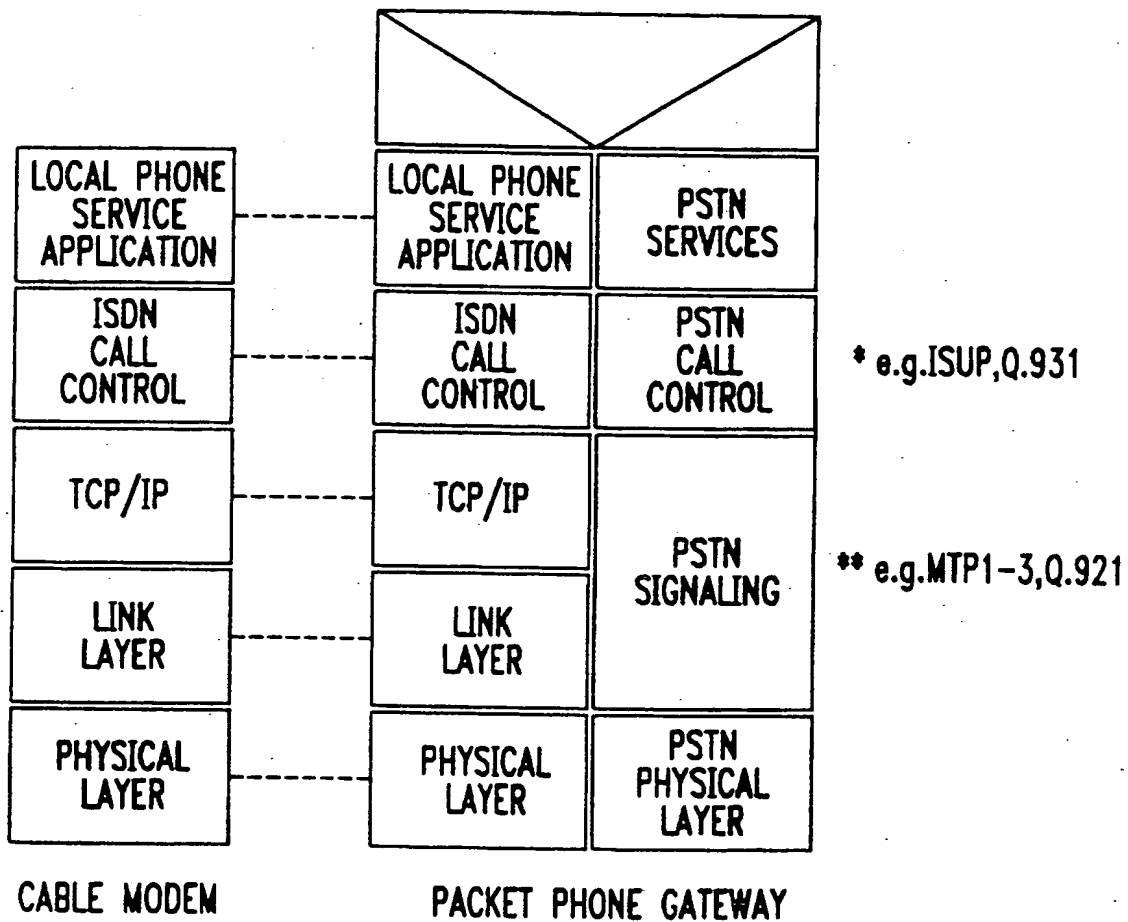 LOCAL PHONE
SERVICE
APPLICATION
LOCAL PHONE
SERVICE
APPLICATION
PSTN
SERVICES
ISDN
CALL
CONTROL
ISDN
CALL
CONTROL
PSTN
CALL
CONTROL
* e.g.ISUP,Q.931
TCP/IP
TCP/IP
PSTN
SIGNALING
** e.g.MTP1-3,Q.921
LINK
LAYER
LINK
LAYER
PHYSICAL
LAYER
PHYSICAL
LAYER
PSTN
PHYSICAL
LAYER
CABLE MODEM
PACKET PHONE GATEWAY